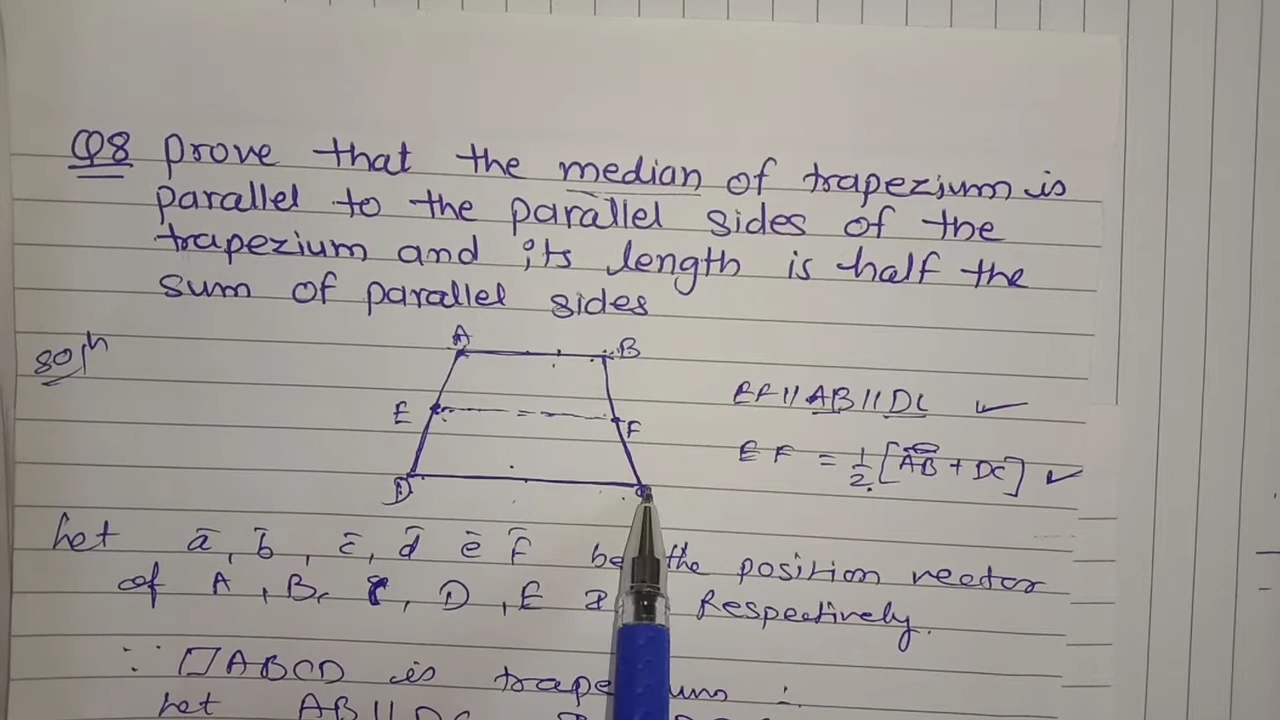 Q8 prove that the median of trapezium is
parallel to the parallel sides of the
trapezium and its length is half the
sum of parallel sides
Soln
A
B
E
F
D
EF || AB || DC ✓
EF = 1/2 [AB + DC] ✓
Let a̅, b̅, c̅, d̅ e̅ f̅ be the position vector
of A, B, C, D, E & Respectively.
∵ □ABCD is trapezium ∴
Let AB || DC